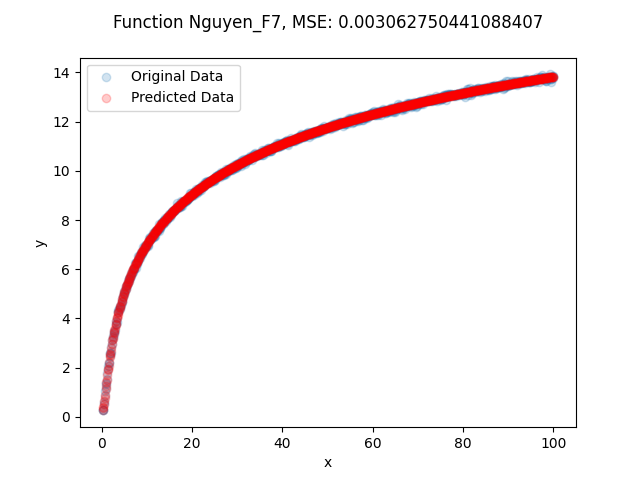 Function Nguyen_F7, MSE: 0.003062750441088407
Original Data
Predicted Data
14
12
10
8
6
4
2
0
y
0 20 40 60 80 100
x